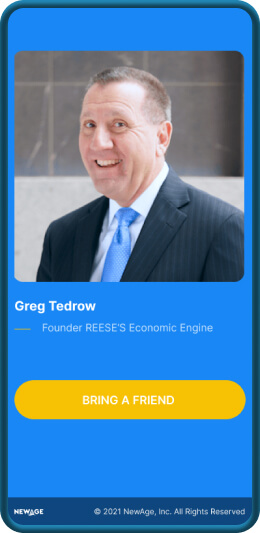 Greg Tedrow
Founder REESE'S Economic Engine
BRING A FRIEND
NEWAGE © 2021 NewAge, Inc. All Rights Reserved